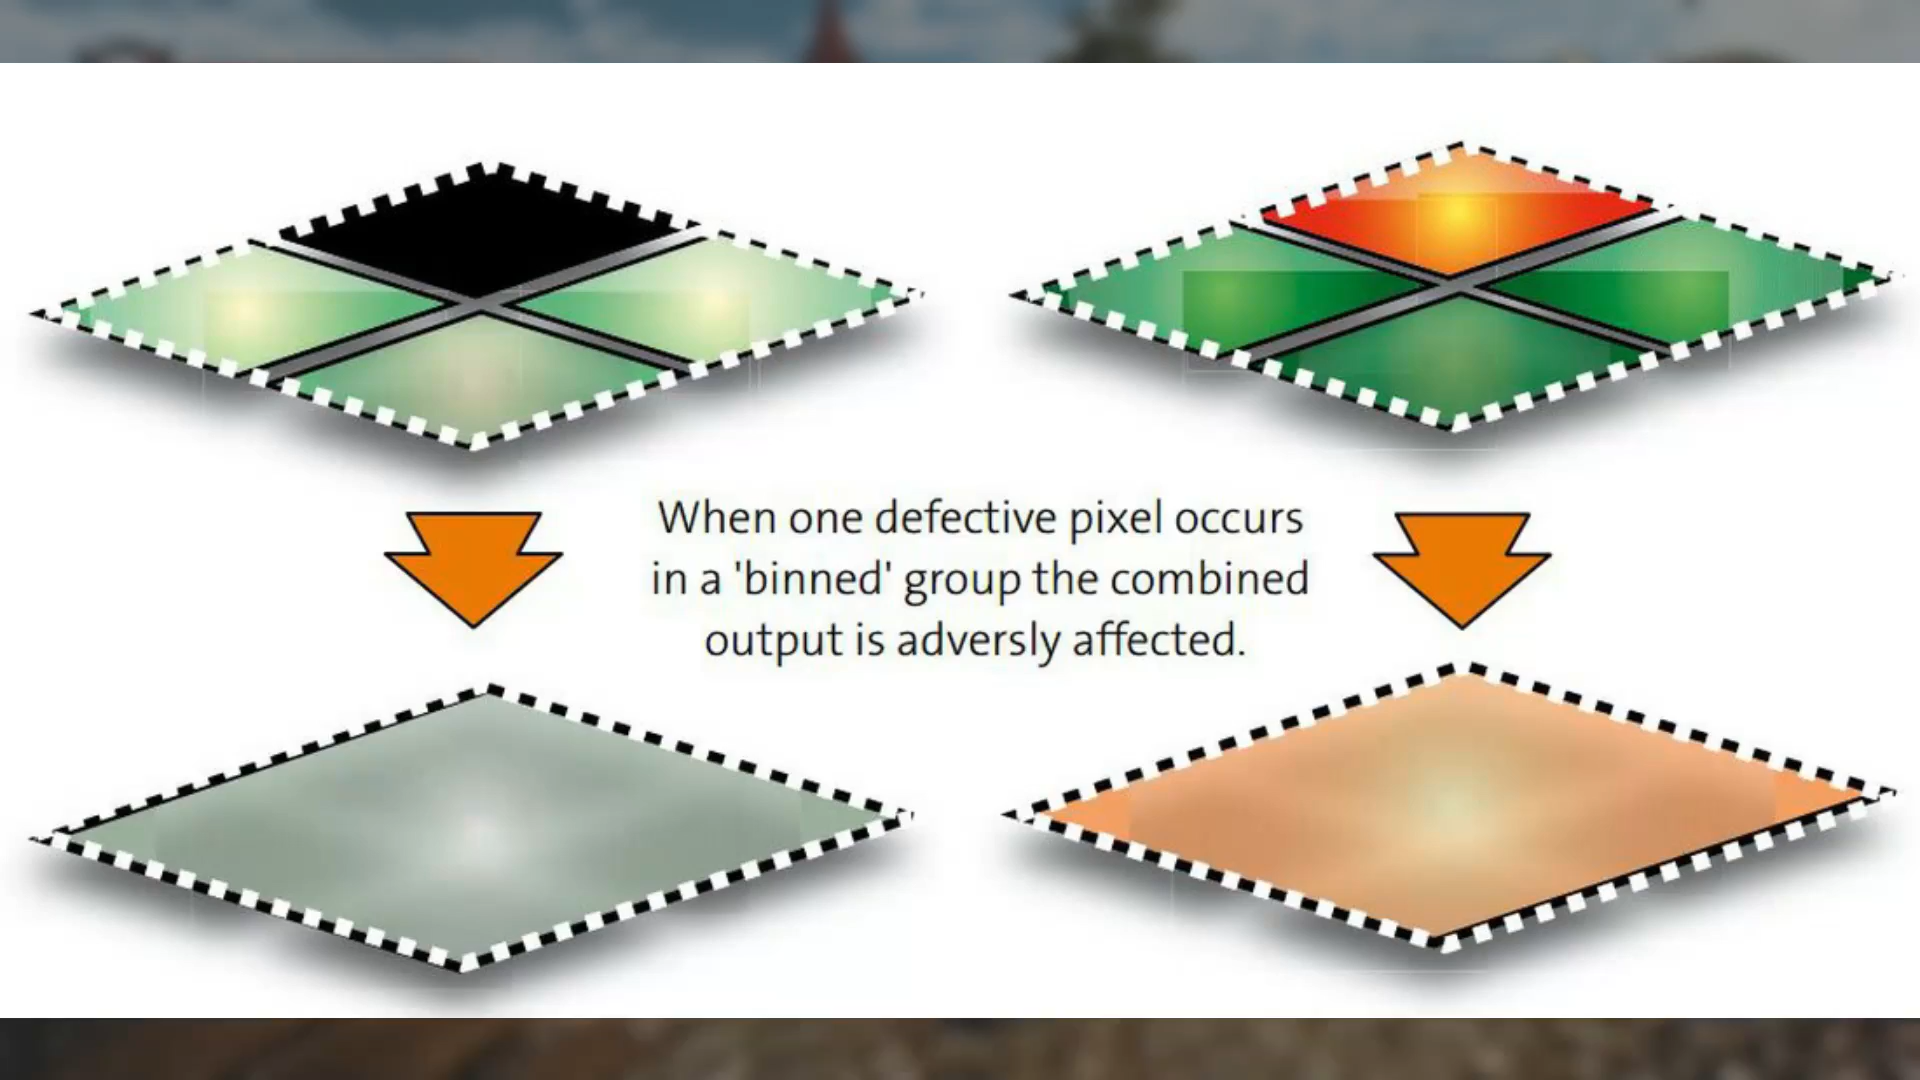 When one defective pixel occurs
in a 'binned' group the combined
output is adversly affected.